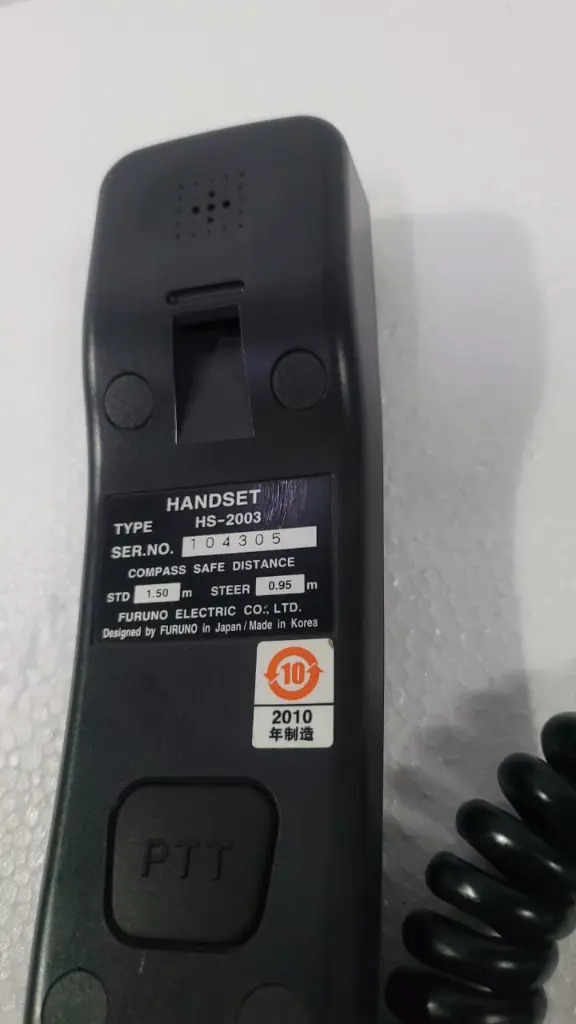 HANDSET
TYPE HS-2003
SER.NO. 104305
COMPASS SAFE DISTANCE
STD 1.50 m STEER 0.95 m
FURUNO ELECTRIC CO., LTD.
Designed by FURUNO in Japan / Made in Korea
10
2010
年制造
PTT